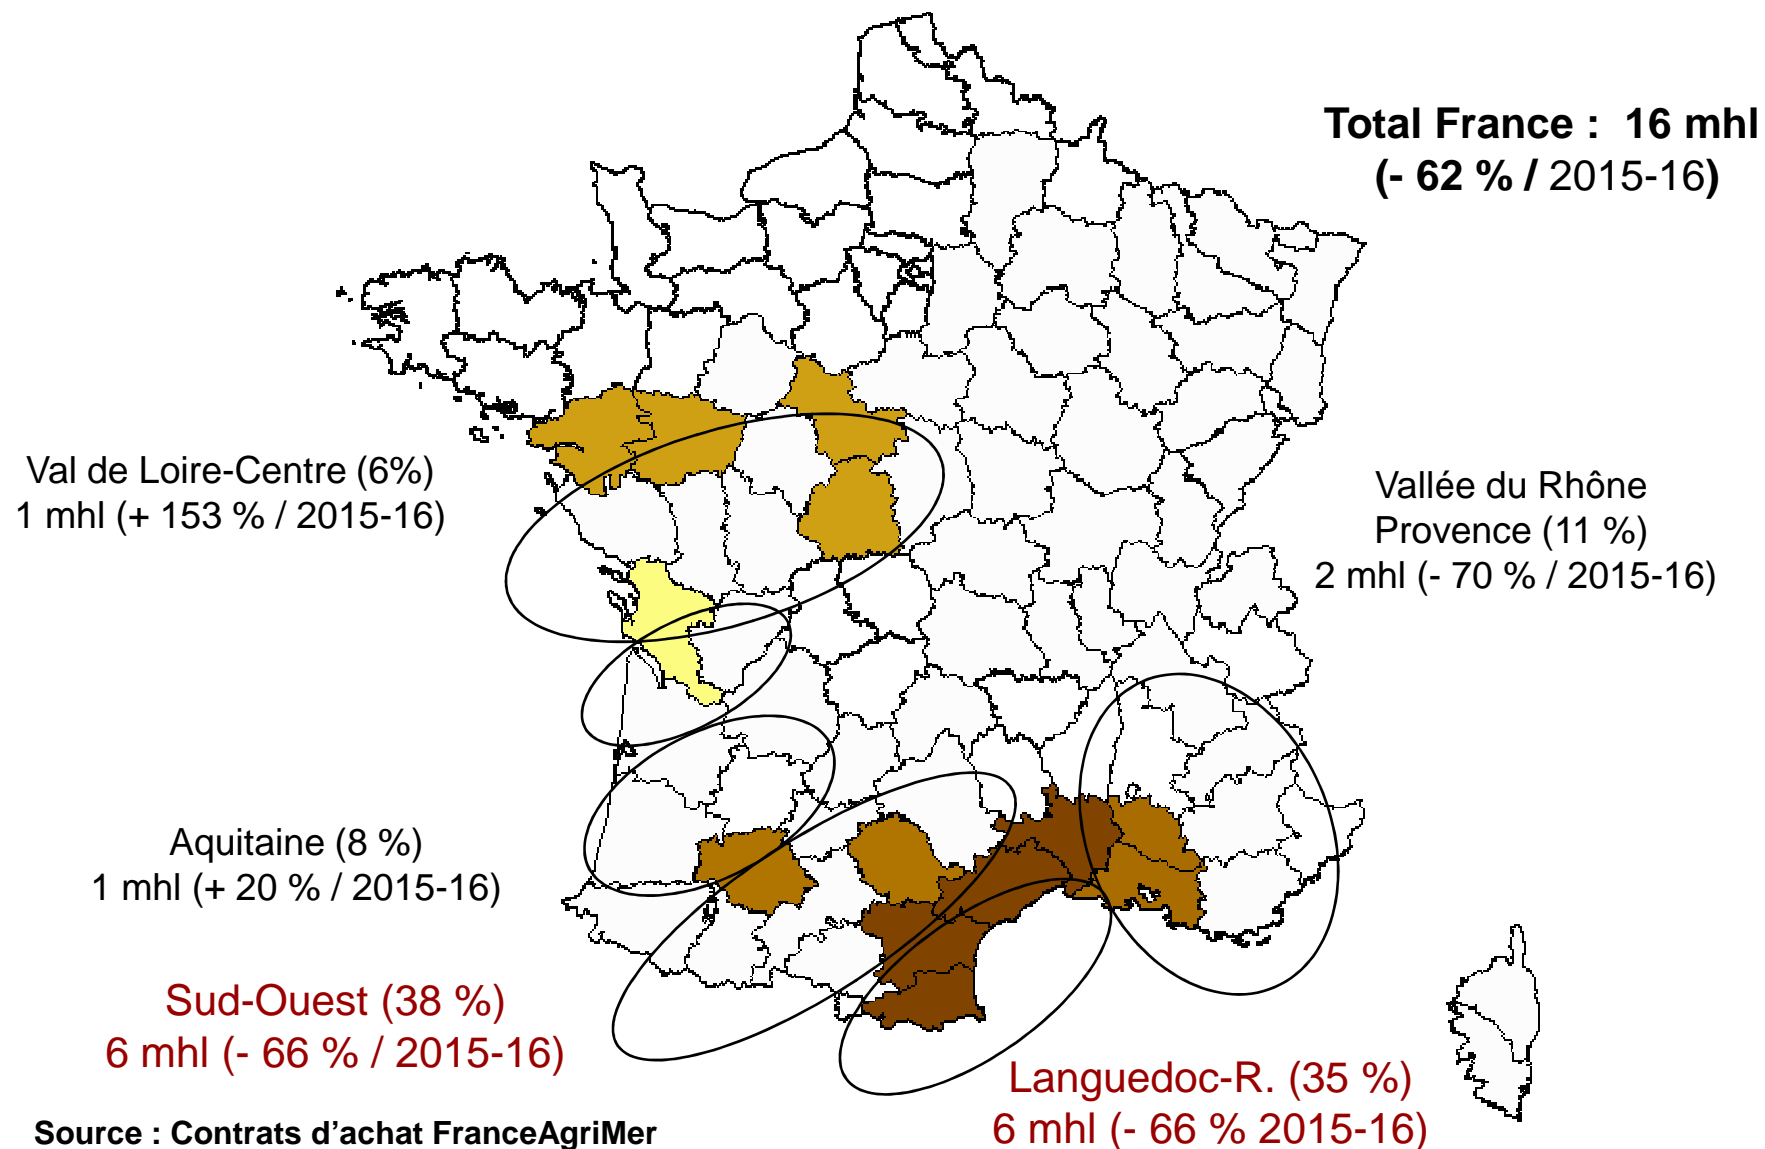 Total France :  16 mhl
(- 62 % / 2015-16)
Val de Loire-Centre (6%)
1 mhl (+ 153 % / 2015-16)
Vallée du Rhône
Provence (11 %)
2 mhl (- 70 % / 2015-16)
Aquitaine (8 %)
1 mhl (+ 20 % / 2015-16)
Sud-Ouest (38 %)
6 mhl (- 66 % / 2015-16)
Languedoc-R. (35 %)
6 mhl (- 66 % 2015-16)
Source : Contrats d’achat FranceAgriMer